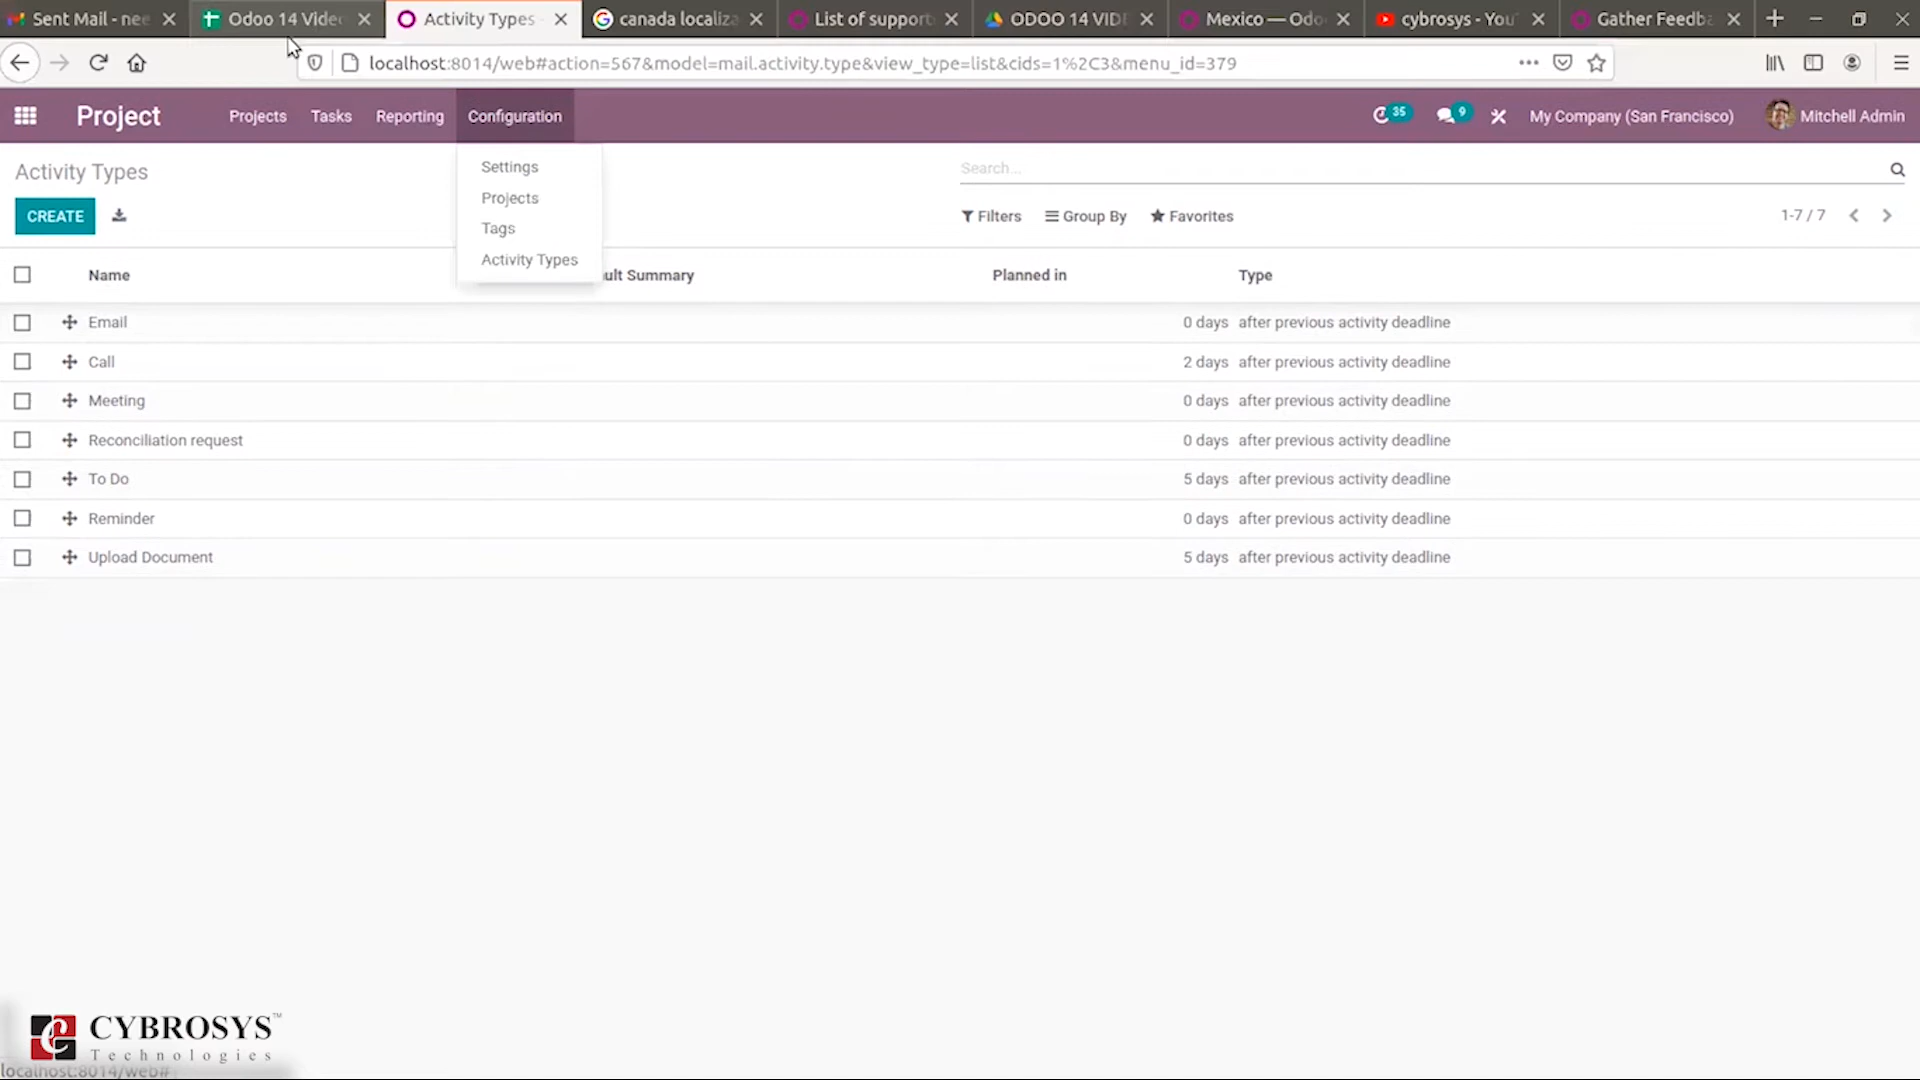 Sent Mail - nee
Odoo 14 Video
Activity Types -
canada localiza
List of support
ODOO 14 VID
Mexico — Odo
cybrosys - You
Gather Feedba
localhost:8014/web#action=567&model=mail.activity.type&view_type=list&cids=1%2C3&menu_id=379
Project
Projects
Tasks
Reporting
Configuration
35
9
My Company (San Francisco)
Mitchell Admin
Activity Types
Search...
CREATE
Filters
Group By
Favorites
1-7 / 7
Settings
Projects
Tags
Activity Types
Name
ult Summary
Planned in
Type
Email 0 days after previous activity deadline
Call 2 days after previous activity deadline
Meeting 0 days after previous activity deadline
Reconciliation request 0 days after previous activity deadline
To Do 5 days after previous activity deadline
Reminder 0 days after previous activity deadline
Upload Document 5 days after previous activity deadline
CYBROSYS™
Technologies
localhost:8014/web#